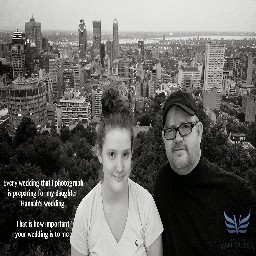 Every wedding that I photograph
is preparing for my daughter
Hannah's wedding.
That is how important
your wedding is to me